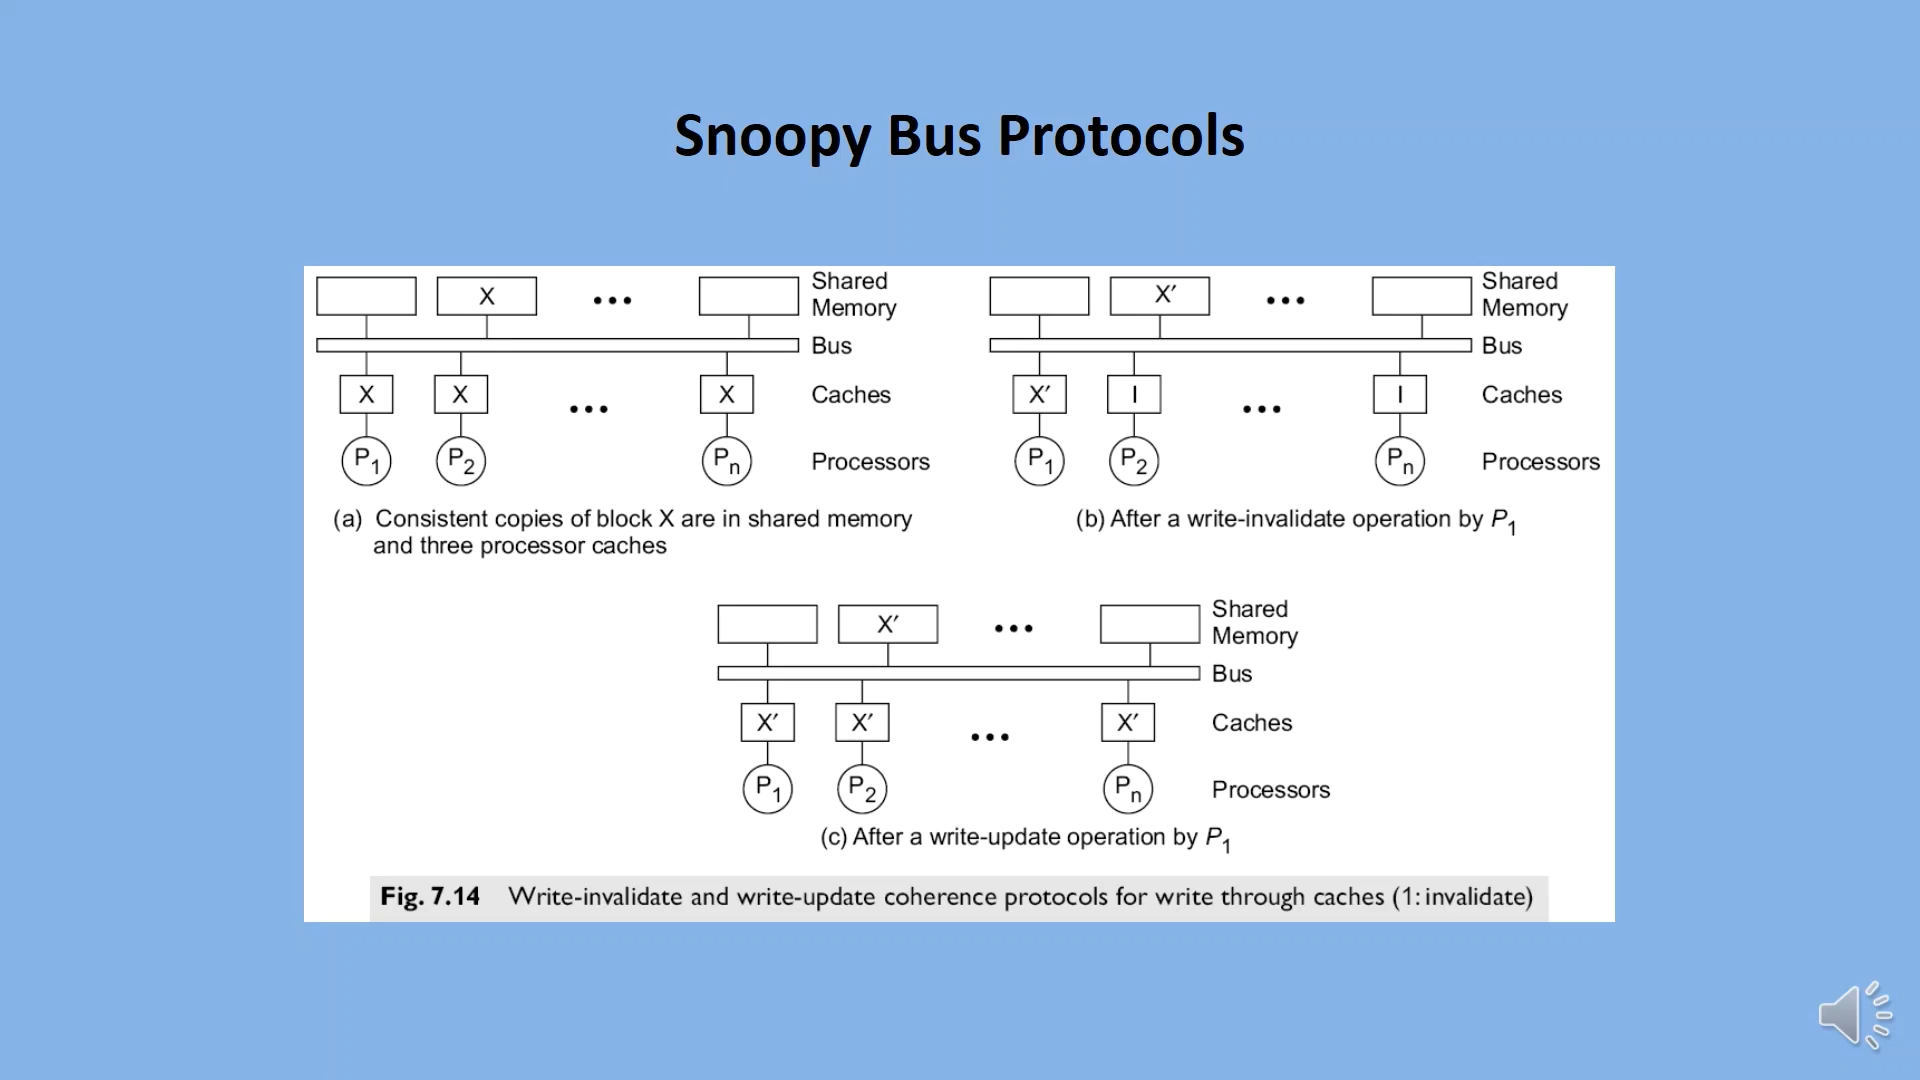 Snoopy Bus Protocols
Shared
Memory
X
Bus
X X X Caches
P1 P2 Pn Processors
(a) Consistent copies of block X are in shared memory
and three processor caches
Shared
Memory
X′
Bus
X′ I I Caches
P1 P2 Pn Processors
(b) After a write-invalidate operation by P1
Shared
Memory
X′
Bus
X′ X′ X′ Caches
P1 P2 Pn Processors
(c) After a write-update operation by P1
Fig. 7.14 Write-invalidate and write-update coherence protocols for write through caches (1: invalidate)